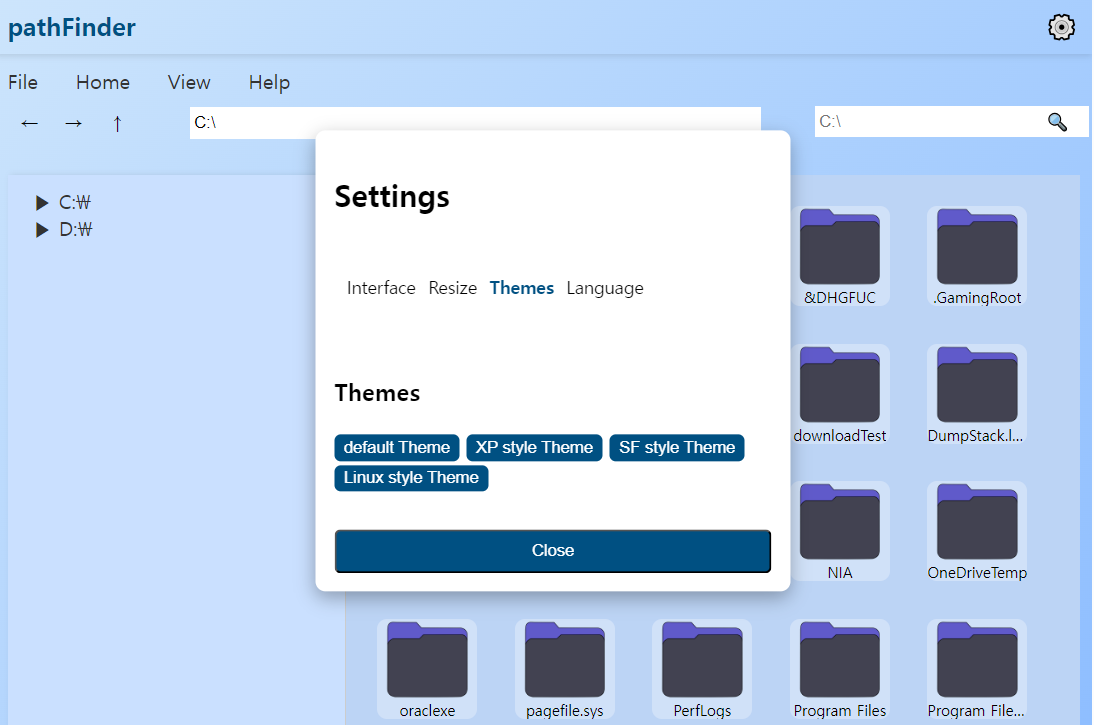 pathFinder
File Home View Help
← → ↑ C:\ C:\
C:₩
D:₩
Settings
Interface Resize Themes Language
Themes
default Theme XP style Theme SF style Theme
Linux style Theme
Close
&DHGFUC .GamingRoot
downloadTest DumpStack.l...
NIA OneDriveTemp
oraclexe pagefile.sys PerfLogs Program Files Program File...